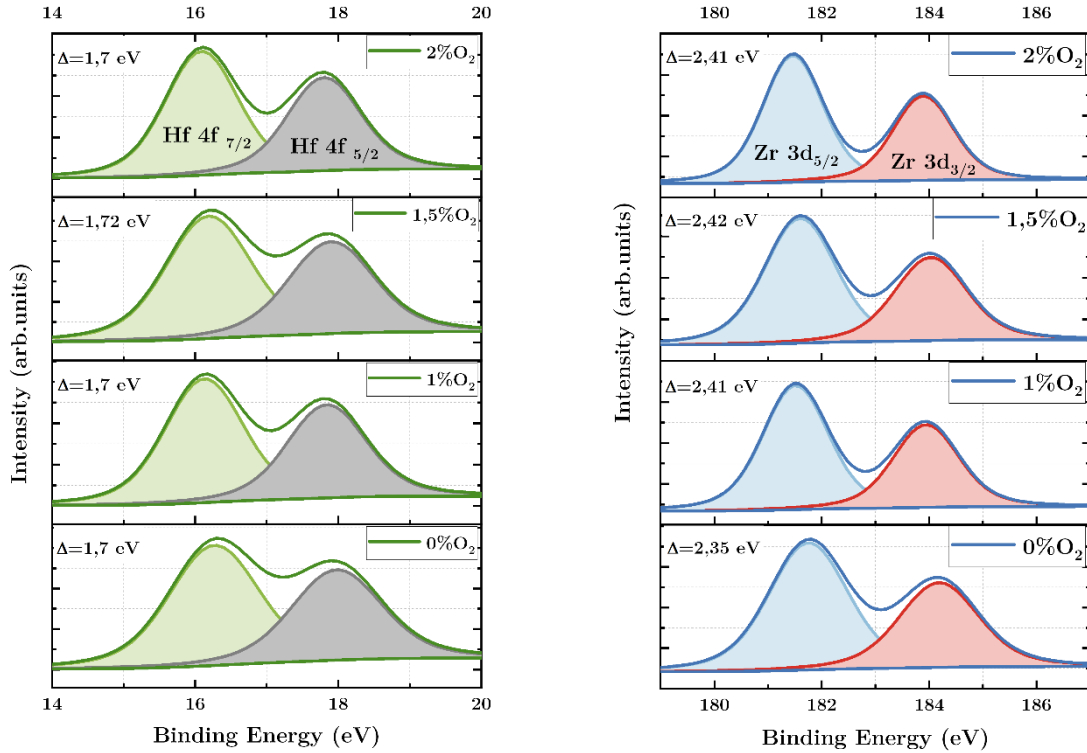 14 16 18 20
Δ=1,7 eV
2%O₂
Hf 4f 7/2
Hf 4f 5/2
Δ=1,72 eV
1,5%O₂
Δ=1,7 eV
1%O₂
Δ=1,7 eV
0%O₂
14 16 18 20
Binding Energy (eV)
Intensity (arb.units)
180 182 184 186
Δ=2,41 eV
2%O₂
Zr 3d5/2
Zr 3d3/2
Δ=2,42 eV
1,5%O₂
Δ=2,41 eV
1%O₂
Δ=2,35 eV
0%O₂
180 182 184 186
Binding Energy (eV)
Intensity (arb.units)